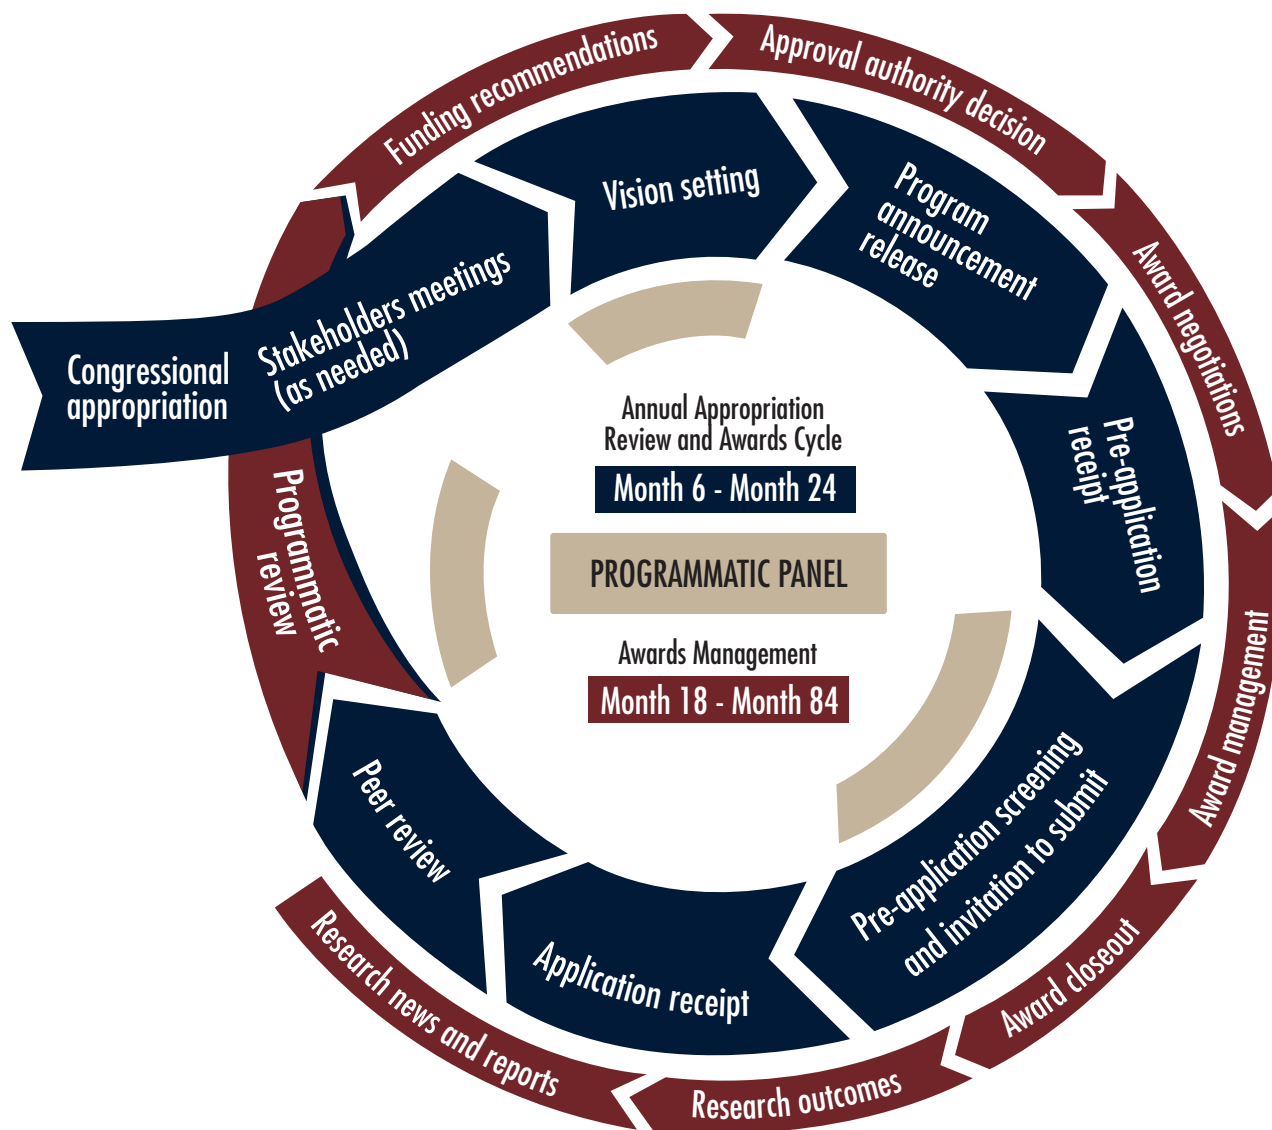 Congressional
appropriation
Stakeholders meetings
(as needed)
Vision setting
Program
announcement
release
Pre-application
receipt
Pre-application screening
and invitation to submit
Application receipt
Peer review
Programmatic
review
Funding recommendations
Approval authority decision
Award negotiations
Award management
Award closeout
Research outcomes
Research news and reports
Annual Appropriation
Review and Awards Cycle
Month 6 - Month 24
PROGRAMMATIC PANEL
Awards Management
Month 18 - Month 84